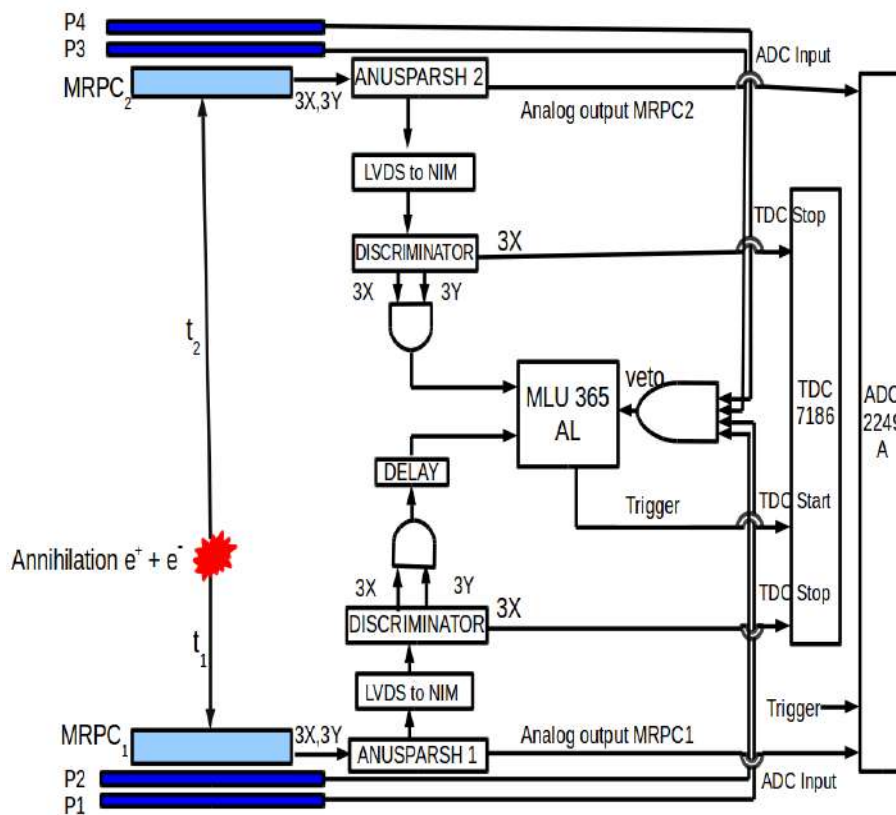 P4
P3
MRPC2
3X,3Y
ANUSPARSH 2
ADC Input
Analog output MRPC2
LVDS to NIM
TDC Stop
DISCRIMINATOR
3X
3X
3Y
t2
MLU 365
AL
veto
TDC
7186
ADC
2249
A
DELAY
Trigger
TDC Start
Annihilation e+ + e-
3X
3Y
TDC Stop
DISCRIMINATOR
3X
t1
LVDS to NIM
Trigger
MRPC1
3X,3Y
ANUSPARSH 1
Analog output MRPC1
ADC Input
P2
P1